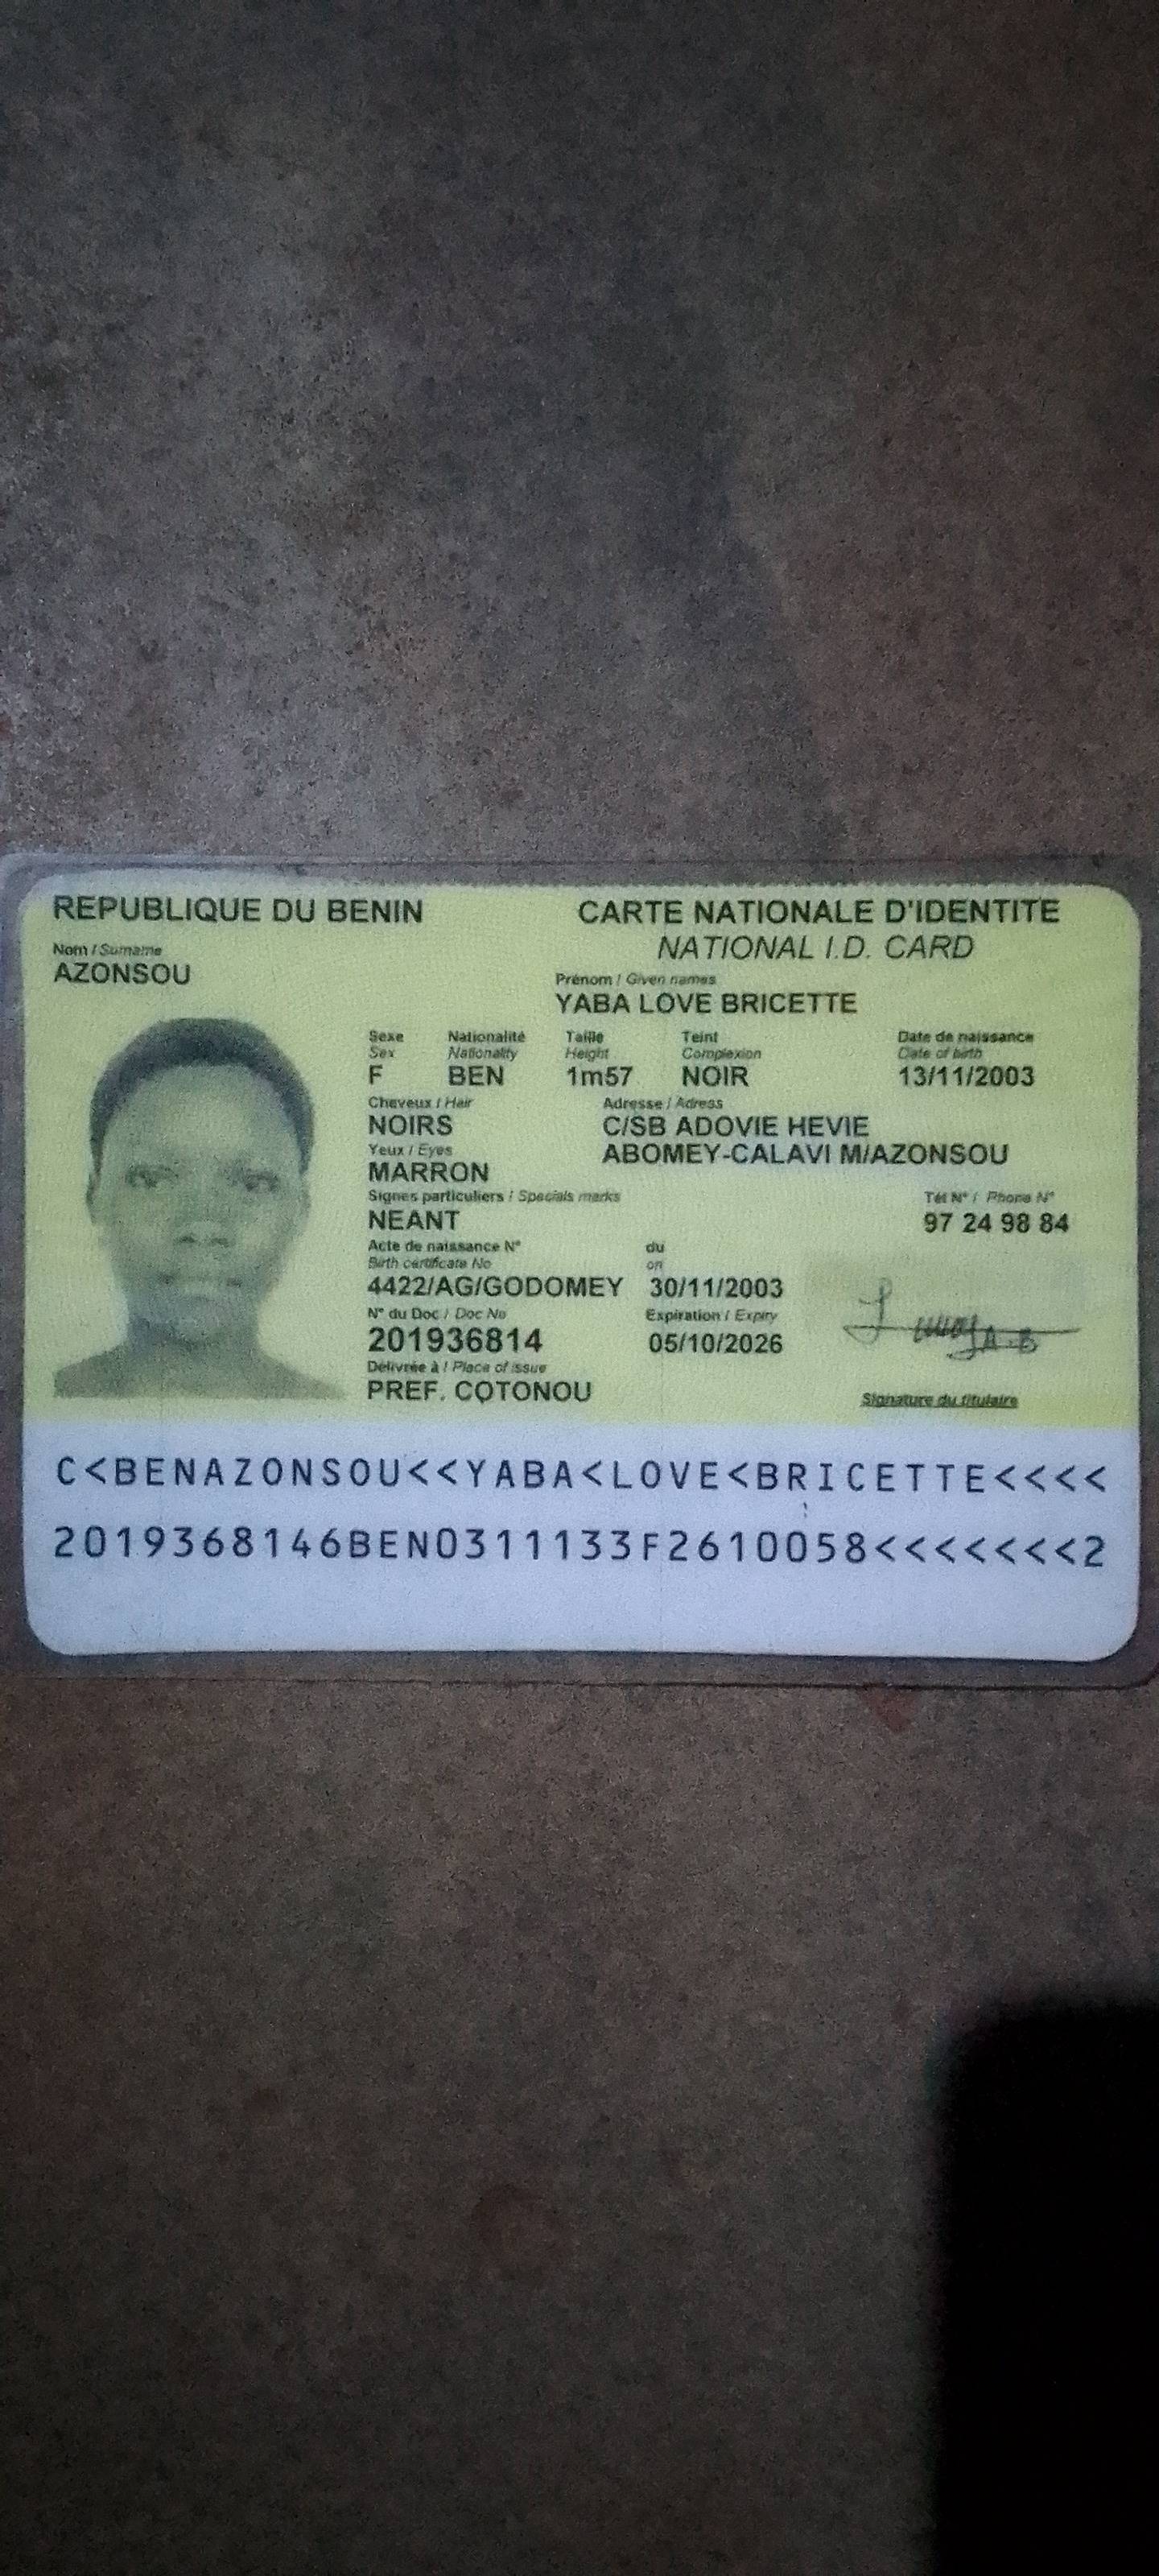 REPUBLIQUE DU BENIN
CARTE NATIONALE D'IDENTITE
NATIONAL I.D. CARD
Nom / Surname
AZONSOU
Prénom / Given names
YABA LOVE BRICETTE
Sexe Nationalité Taille Teint Date de naissance
Sex Nationality Height Complexion Date of birth
F BEN 1m57 NOIR 13/11/2003
Cheveux / Hair Adresse / Adress
NOIRS C/SB ADOVIE HEVIE
Yeux / Eyes ABOMEY-CALAVI M/AZONSOU
MARRON
Signes particuliers / Specials marks Tél N° / Phone N°
NEANT 97 24 98 84
Acte de naissance N° du
Birth certificate No on
4422/AG/GODOMEY 30/11/2003
N° du Doc / Doc No Expiration / Expiry
201936814 05/10/2026
Délivrée à / Place of issue
PREF. COTONOU
Signature du titulaire
C<BENAZONSOU<<YABA<LOVE<BRICETTE<<<<
2019368146BEN0311133F2610058<<<<<<<2